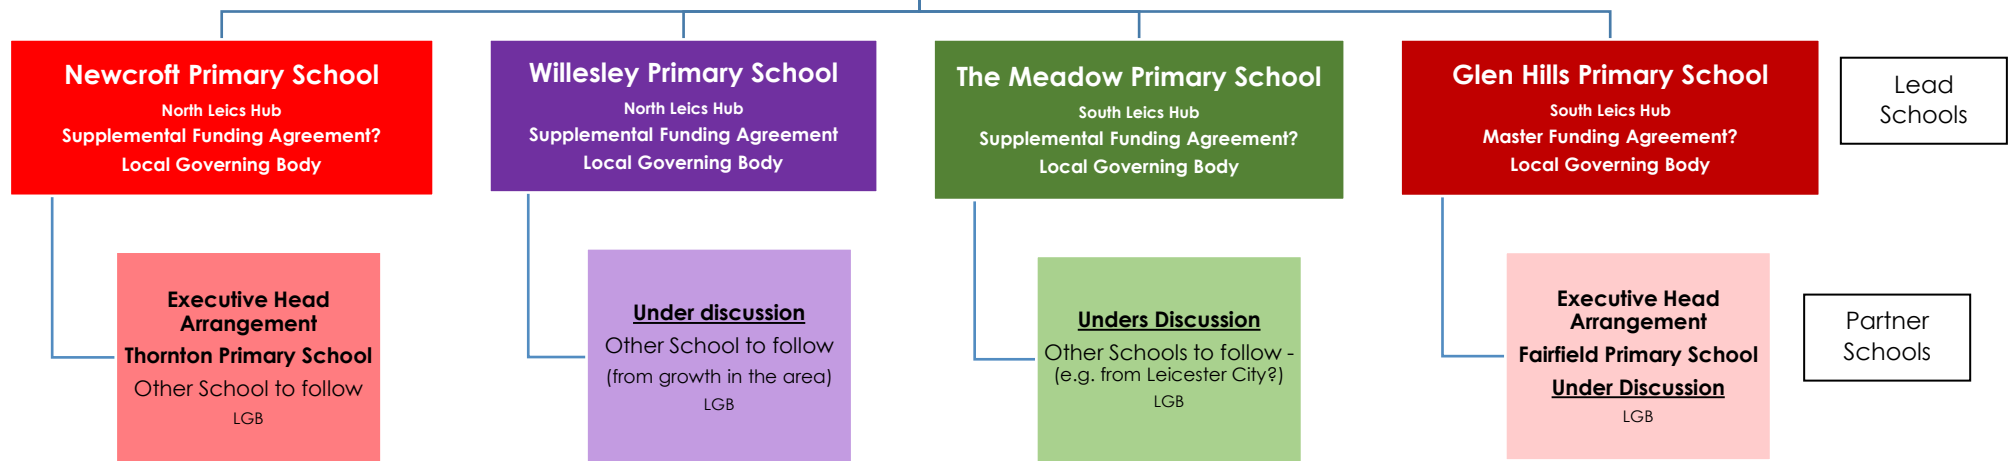 Newcroft Primary School
North Leics Hub
Supplemental Funding Agreement?
Local Governing Body
Willesley Primary School
North Leics Hub
Supplemental Funding Agreement
Local Governing Body
The Meadow Primary School
South Leics Hub
Supplemental Funding Agreement?
Local Governing Body
Glen Hills Primary School
South Leics Hub
Master Funding Agreement?
Local Governing Body
Lead
Schools
Executive Head
Arrangement
Thornton Primary School
Other School to follow
LGB
Under discussion
Other School to follow
(from growth in the area)
LGB
Unders Discussion
Other Schools to follow -
(e.g. from Leicester City?)
LGB
Executive Head
Arrangement
Fairfield Primary School
Under Discussion
LGB
Partner
Schools